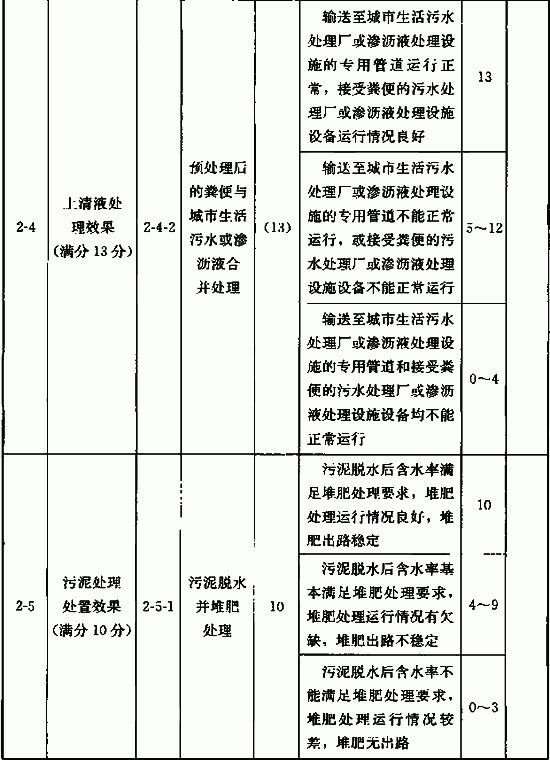 2-4
上清液处
理效果
(满分 13 分)
2-4-2
预处理后
的粪便与
城市生活
污水或渗
沥液合
并处理
(13)
输送至城市生活污水
处理厂或渗沥液处理设
施的专用管道运行正
常，接受粪便的污水处
理厂或渗沥液处理设施
设备运行情况良好
13
输送至城市生活污水
处理厂或渗沥液处理设
施的专用管道不能正常
运行，或接受粪便的污
水处理厂或渗沥液处理
设施设备不能正常运行
5～12
输送至城市生活污水
处理厂或渗沥液处理设
施的专用管道和接受粪
便的污水处理厂或渗沥
液处理设施设备均不能
正常运行
0～4
2-5
污泥处理
处置效果
(满分 10 分)
2-5-1
污泥脱水
并堆肥
处理
10
污泥脱水后含水率满
足堆肥处理要求，堆肥
处理运行情况良好，堆
肥出路稳定
10
污泥脱水后含水率基
本满足堆肥处理要求，
堆肥处理运行情况有欠
缺，堆肥出路不稳定
4～9
污泥脱水后含水率不
能满足堆肥处理要求，
堆肥处理运行情况较
差，堆肥无出路
0～3